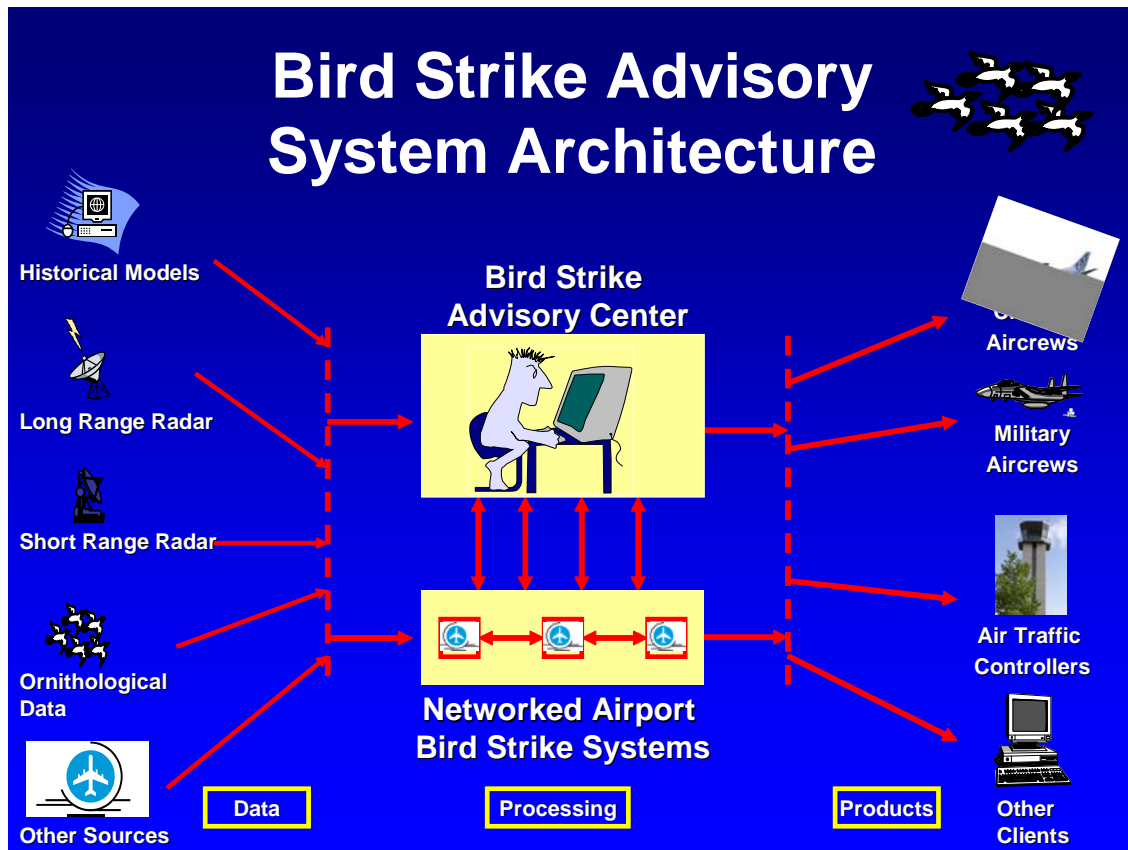 Bird Strike Advisory
System Architecture
Historical Models
Long Range Radar
Short Range Radar
Ornithological
Data
Other Sources
Bird Strike
Advisory Center
Networked Airport
Bird Strike Systems
Aircrews
Military
Aircrews
Air Traffic
Controllers
Other
Clients
Data
Processing
Products